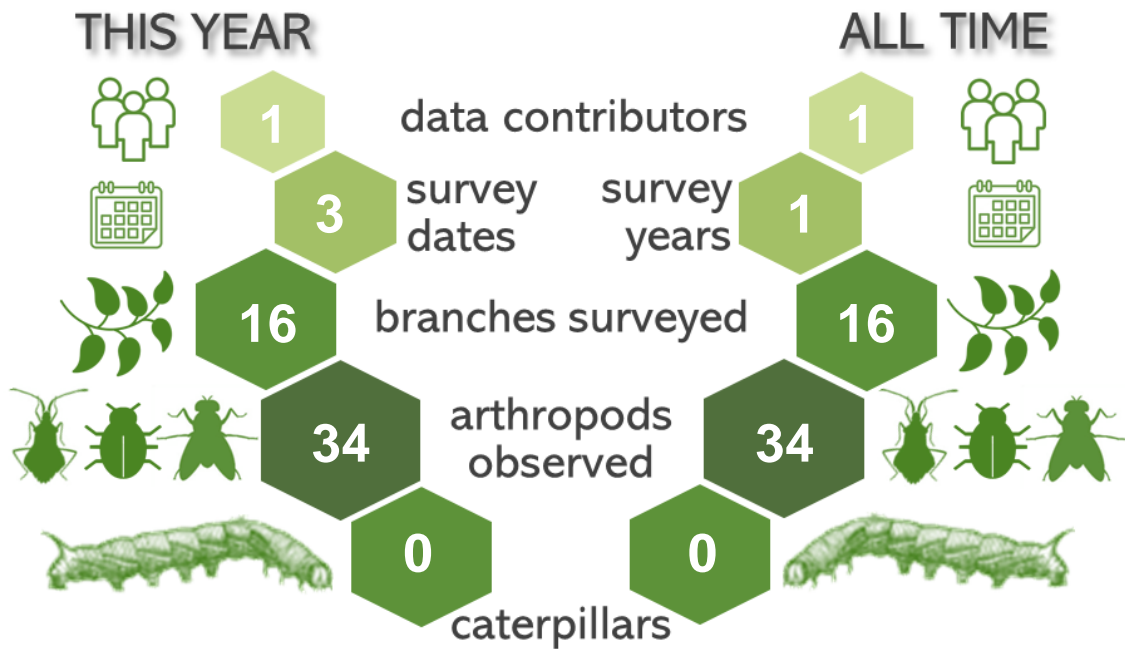 THIS YEAR
ALL TIME
1
data contributors
1
3
survey
dates
survey
years
1
16
branches surveyed
16
34
arthropods
observed
34
0
0
caterpillars